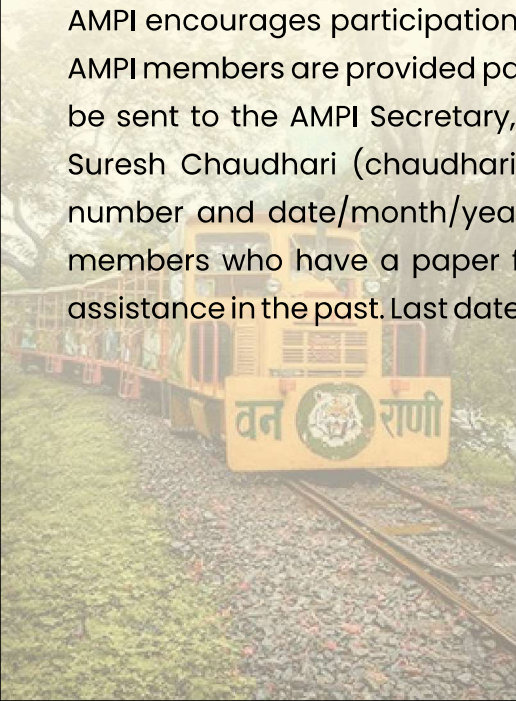 AMPI encourages participation
AMPI members are provided pa
be sent to the AMPI Secretary,
Suresh Chaudhari (chaudhari
number and date/month/yea
members who have a paper f
assistance in the past. Last date
वन राणी